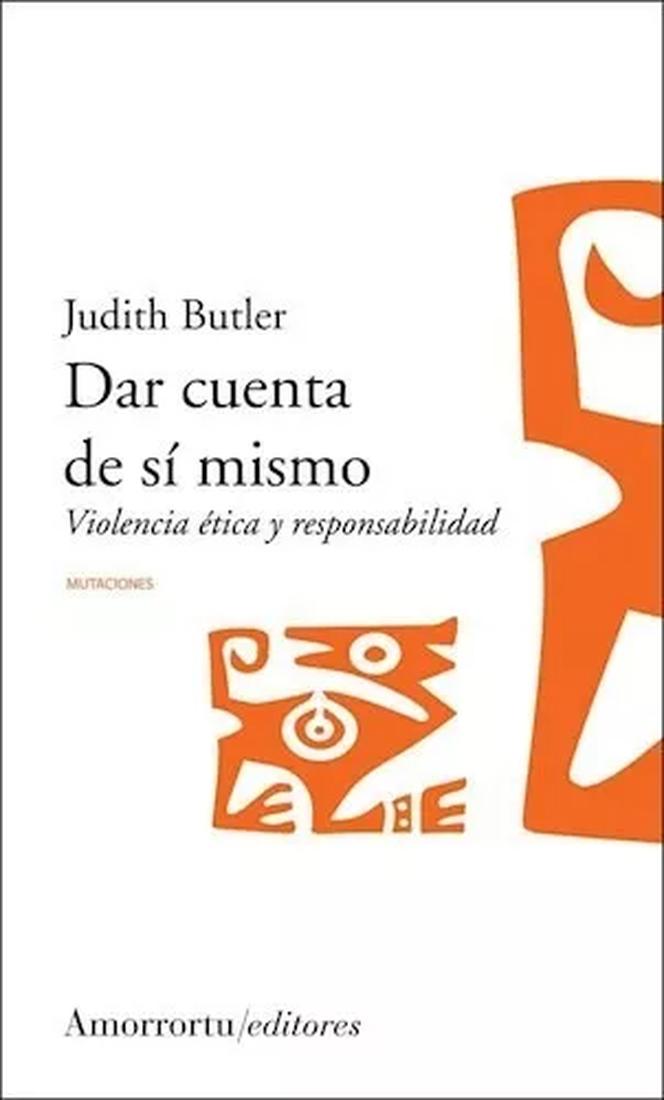 Judith Butler
Dar cuenta
de sí mismo
Violencia ética y responsabilidad
MUTACIONES
Amorrortu/editores